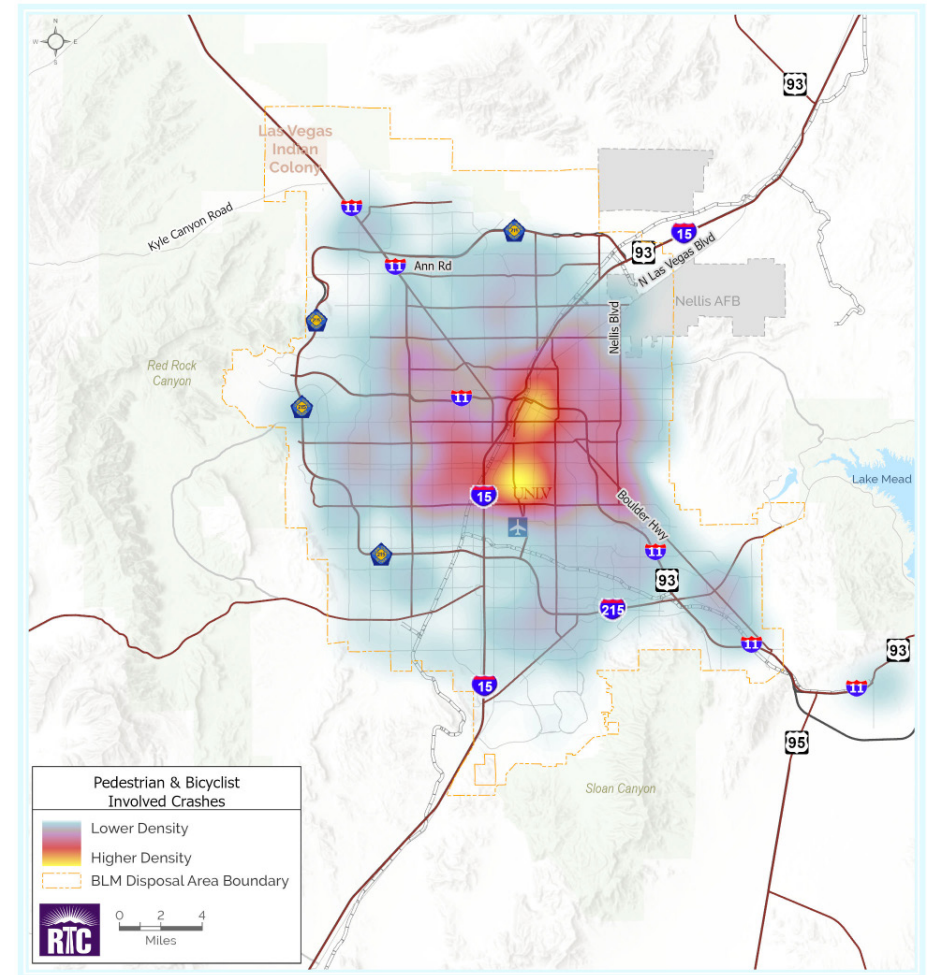 N
W
E
S
93
Las Vegas
Indian
Colony
11
Kyle Canyon Road
15
93
N Las Vegas Blvd
11
Ann Rd
Nellis AFB
Nellis Blvd
Red Rock
Canyon
11
Lake Mead
UNLV
15
Boulder Hwy
11
93
215
11
93
15
11
95
Sloan Canyon
Pedestrian & Bicyclist
Involved Crashes
Lower Density
Higher Density
BLM Disposal Area Boundary
RTC
0 2 4
Miles